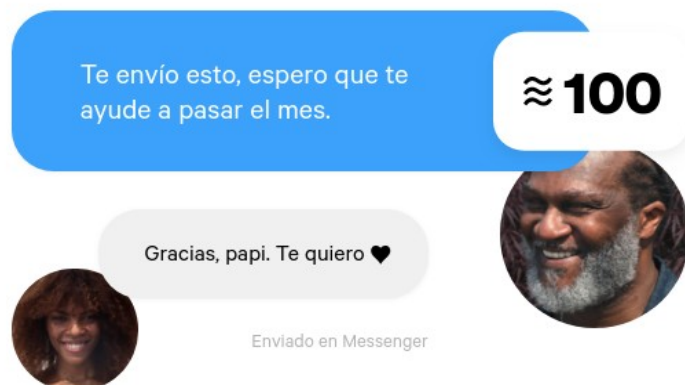 Te envío esto, espero que te
ayude a pasar el mes.
≋ 100
Gracias, papi. Te quiero ♥
Enviado en Messenger